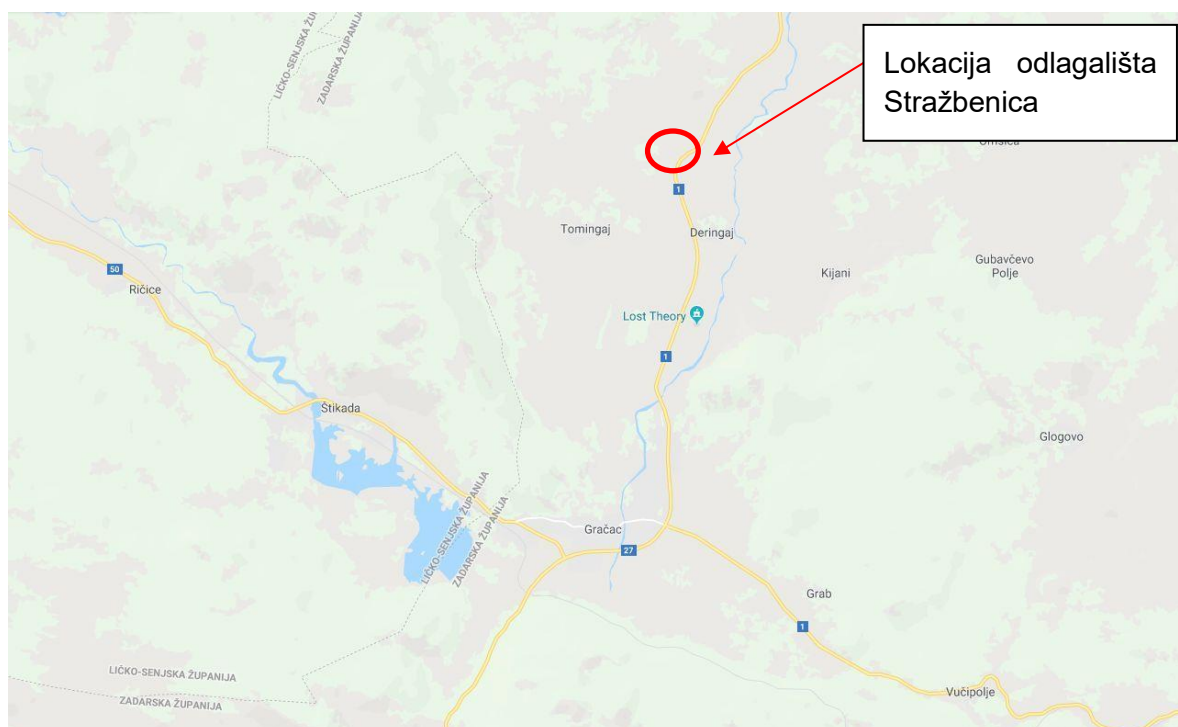 LIČKO-SENJSKA ŽUPANIJA
ZADARSKA ŽUPANIJA
Lokacija odlagališta
Stražbenica
1
Tomingaj
Deringaj
Kijani
Gubavčevo
Polje
50
Ričice
Lost Theory
1
Štikada
Glogovo
LIČKO-SENJSKA ŽUPANIJA
ZADARSKA ŽUPANIJA
Gračac
27
Grab
1
LIČKO-SENJSKA ŽUPANIJA
ZADARSKA ŽUPANIJA
Vučipolje